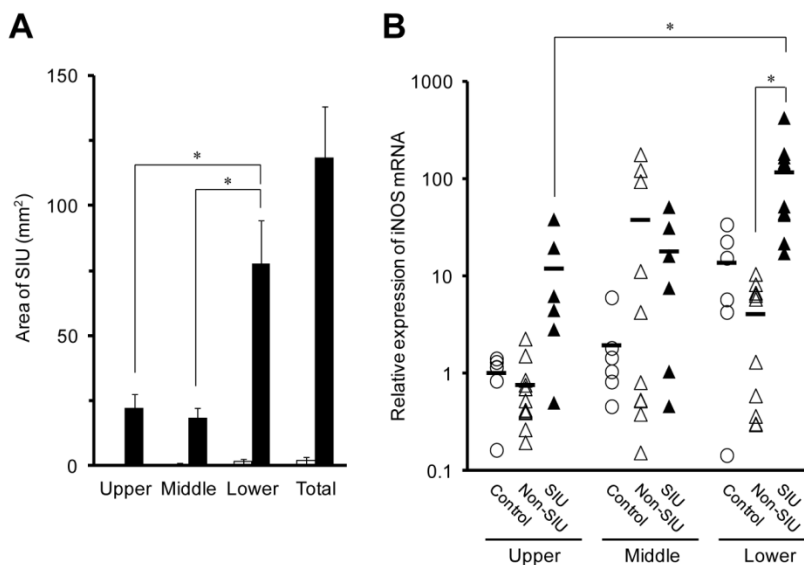 A
Area of SIU (mm²)
150
100
50
0
*
*
Upper Middle Lower Total
B
Relative expression of iNOS mRNA
1000
100
10
1
0.1
*
*
Control Non-SIU SIU Control Non-SIU SIU Control Non-SIU SIU
Upper Middle Lower